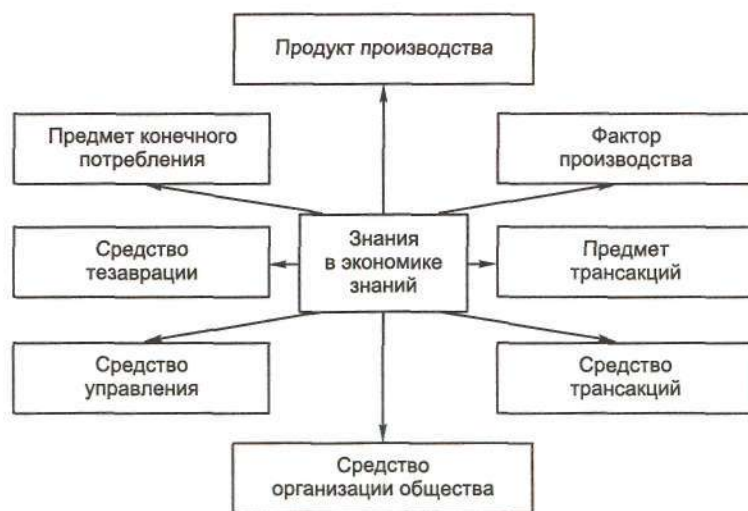 Продукт производства
Предмет конечного
потребления
Фактор
производства
Средство
тезаврации
Знания
в экономике
знаний
Предмет
трансакций
Средство
управления
Средство
трансакций
Средство
организации общества